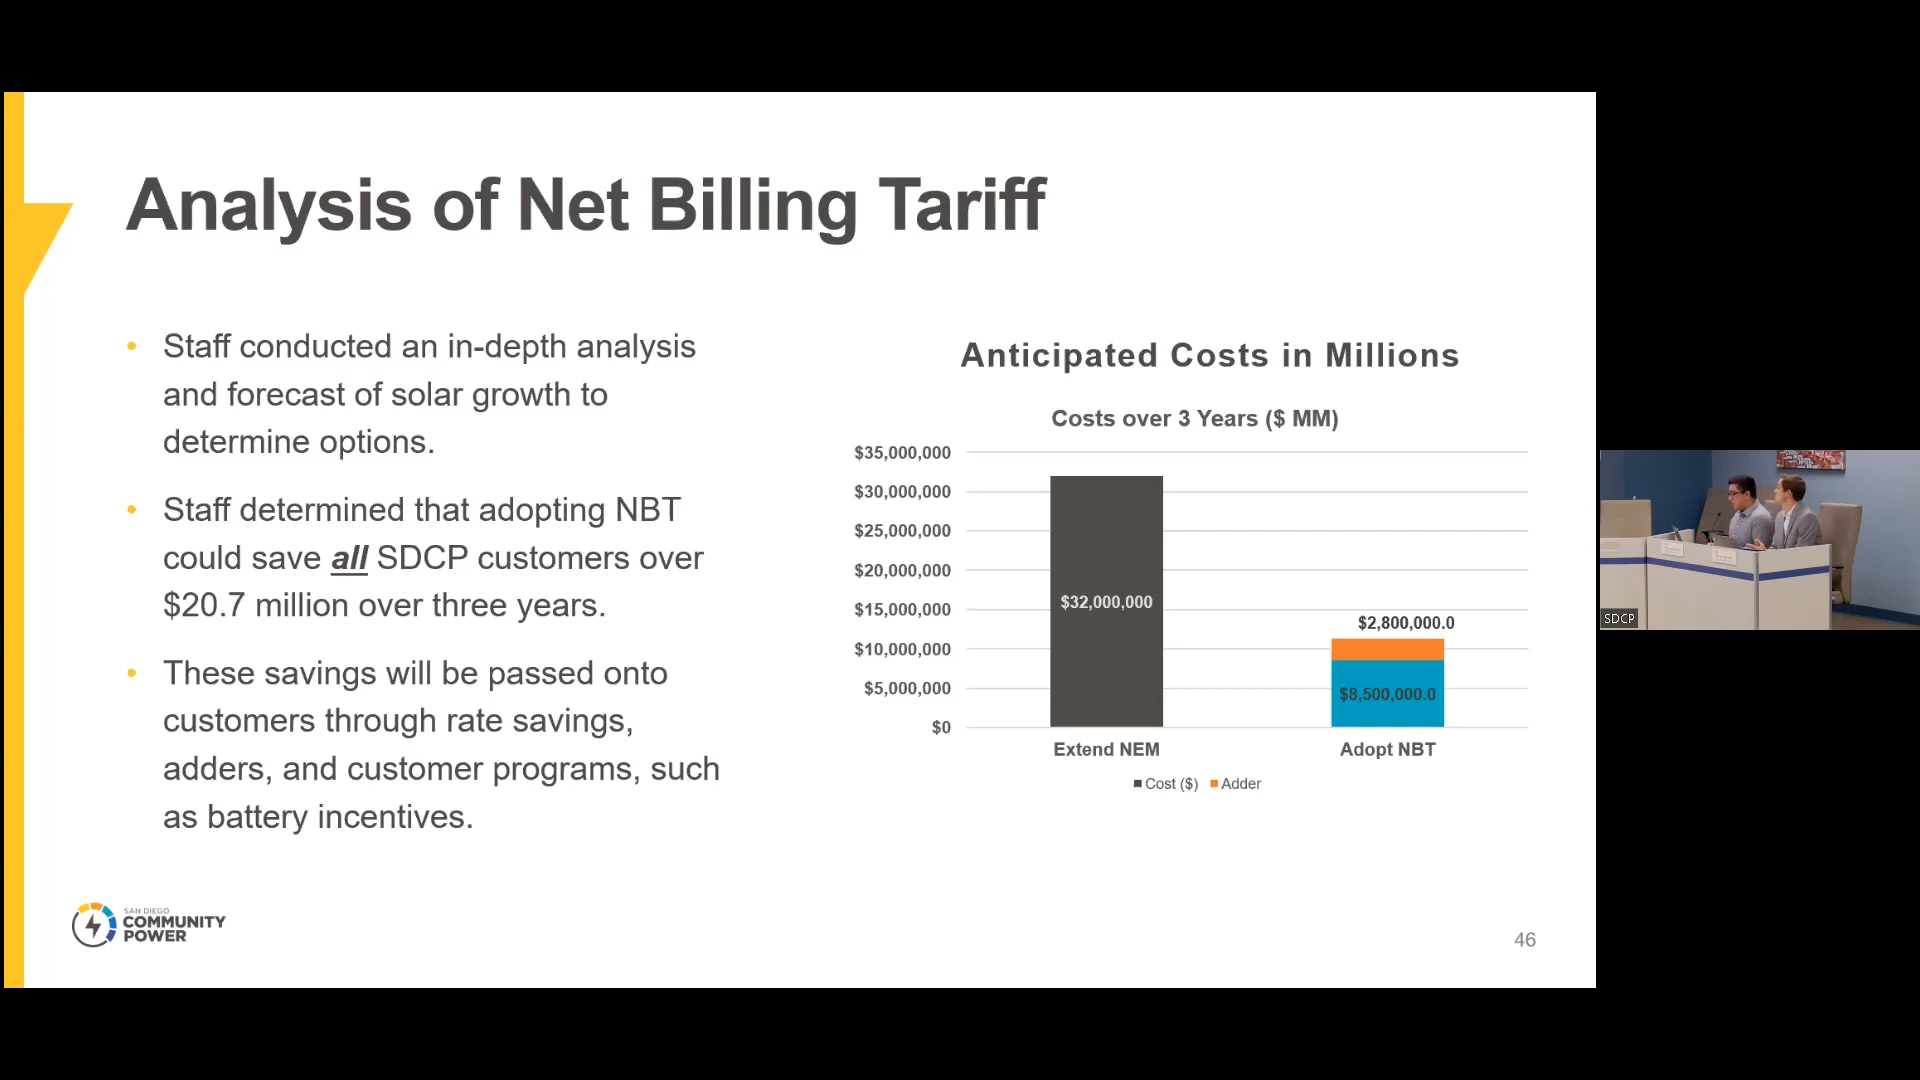 Analysis of Net Billing Tariff
• Staff conducted an in-depth analysis
and forecast of solar growth to
determine options.
• Staff determined that adopting NBT
could save all SDCP customers over
$20.7 million over three years.
• These savings will be passed onto
customers through rate savings,
adders, and customer programs, such
as battery incentives.
Anticipated Costs in Millions
Costs over 3 Years ($ MM)
$35,000,000
$30,000,000
$25,000,000
$20,000,000
$15,000,000
$10,000,000
$5,000,000
$0
$32,000,000
$2,800,000.0
$8,500,000.0
Extend NEM
Adopt NBT
Cost ($)
Adder
SAN DIEGO
COMMUNITY
POWER
46
SDCP